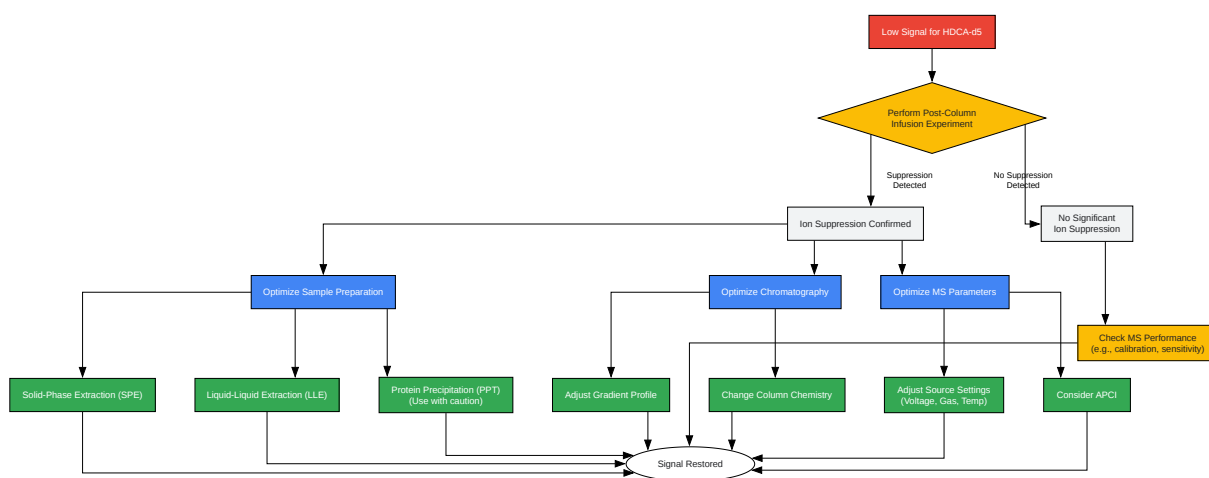 Low Signal for HDCA-d5
Perform Post-Column
Infusion Experiment
Suppression
Detected
No Suppression
Detected
Ion Suppression Confirmed
No Significant
Ion Suppression
Optimize Sample Preparation
Optimize Chromatography
Optimize MS Parameters
Check MS Performance
(e.g., calibration, sensitivity)
Solid-Phase Extraction (SPE)
Liquid-Liquid Extraction (LLE)
Protein Precipitation (PPT)
(Use with caution)
Adjust Gradient Profile
Change Column Chemistry
Adjust Source Settings
(Voltage, Gas, Temp)
Consider APCI
Signal Restored